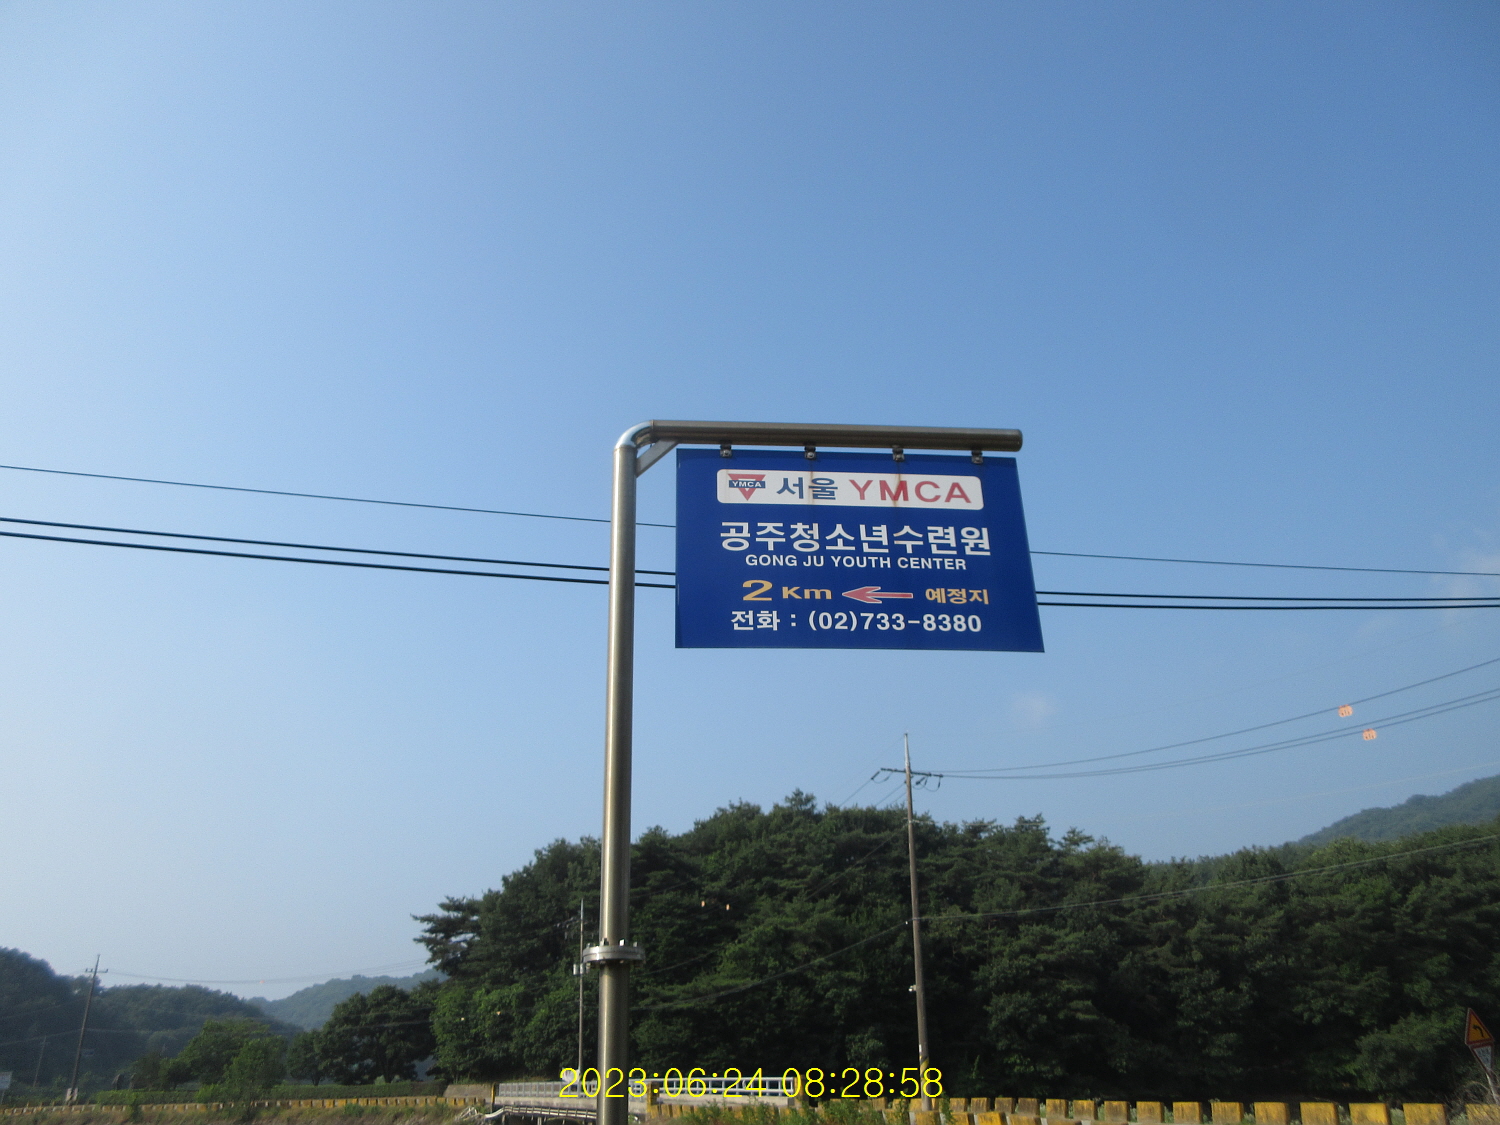 YMCA 서울 YMCA
공주청소년수련원
GONG JU YOUTH CENTER
2 Km 예정지
전화 : (02)733-8380
2023:06:24 08:28:58